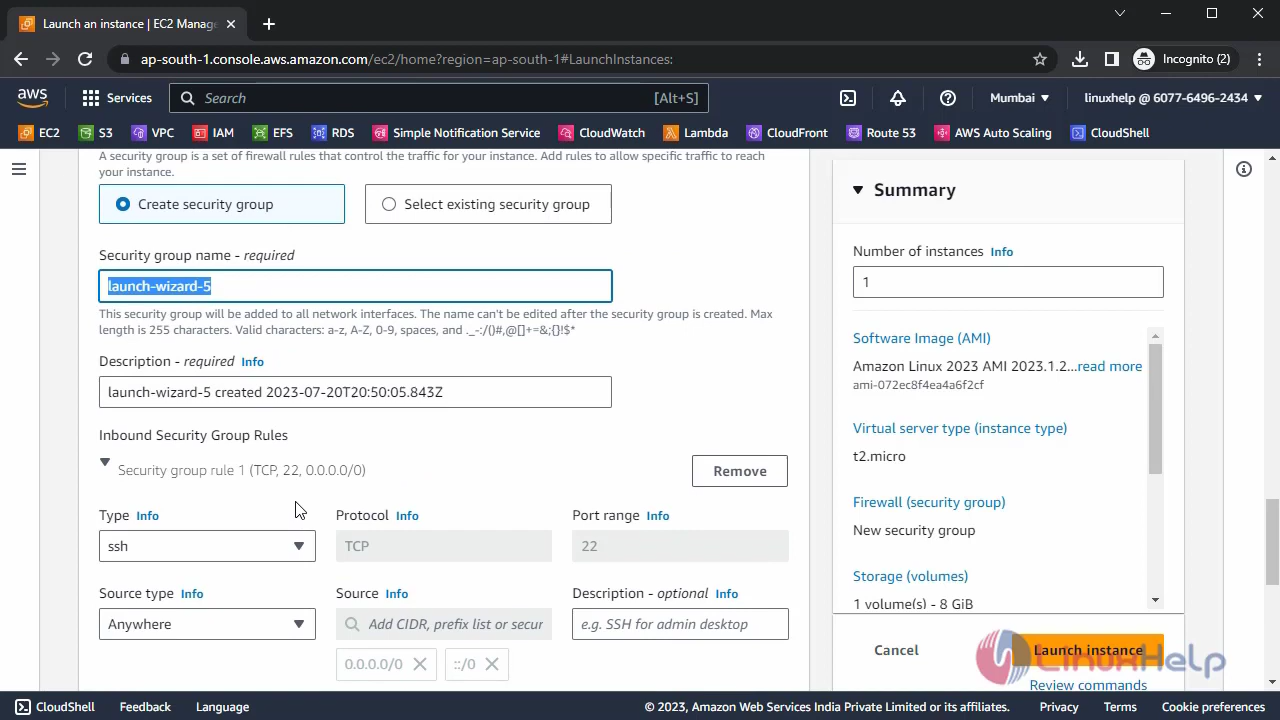 Launch an instance | EC2 Manag
ap-south-1.console.aws.amazon.com/ec2/home?region=ap-south-1#LaunchInstances:
Incognito (2)
aws
Services
Search
[Alt+S]
Mumbai
linuxhelp @ 6077-6496-2434
EC2
S3
VPC
IAM
EFS
RDS
Simple Notification Service
CloudWatch
Lambda
CloudFront
Route 53
AWS Auto Scaling
CloudShell
A security group is a set of firewall rules that control the traffic for your instance. Add rules to allow specific traffic to reach
your instance.
Create security group
Select existing security group
Security group name - required
launch-wizard-5
This security group will be added to all network interfaces. The name can't be edited after the security group is created. Max
length is 255 characters. Valid characters: a-z, A-Z, 0-9, spaces, and ._-:/()#,@[]+=&;{}!$*
Description - required Info
launch-wizard-5 created 2023-07-20T20:50:05.843Z
Inbound Security Group Rules
Security group rule 1 (TCP, 22, 0.0.0.0/0)
Remove
Type Info
Protocol Info
Port range Info
ssh
TCP
22
Source type Info
Source Info
Description - optional Info
Anywhere
Add CIDR, prefix list or secur
e.g. SSH for admin desktop
0.0.0.0/0
::/0
Summary
Number of instances Info
1
Software Image (AMI)
Amazon Linux 2023 AMI 2023.1.2...read more
ami-072ec8f4ea4a6f2cf
Virtual server type (instance type)
t2.micro
Firewall (security group)
New security group
Storage (volumes)
1 volume(s) - 8 GiB
Cancel
Launch instance
LinuxHelp
Review commands
CloudShell
Feedback
Language
© 2023, Amazon Web Services India Private Limited or its affiliates.
Privacy
Terms
Cookie preferences